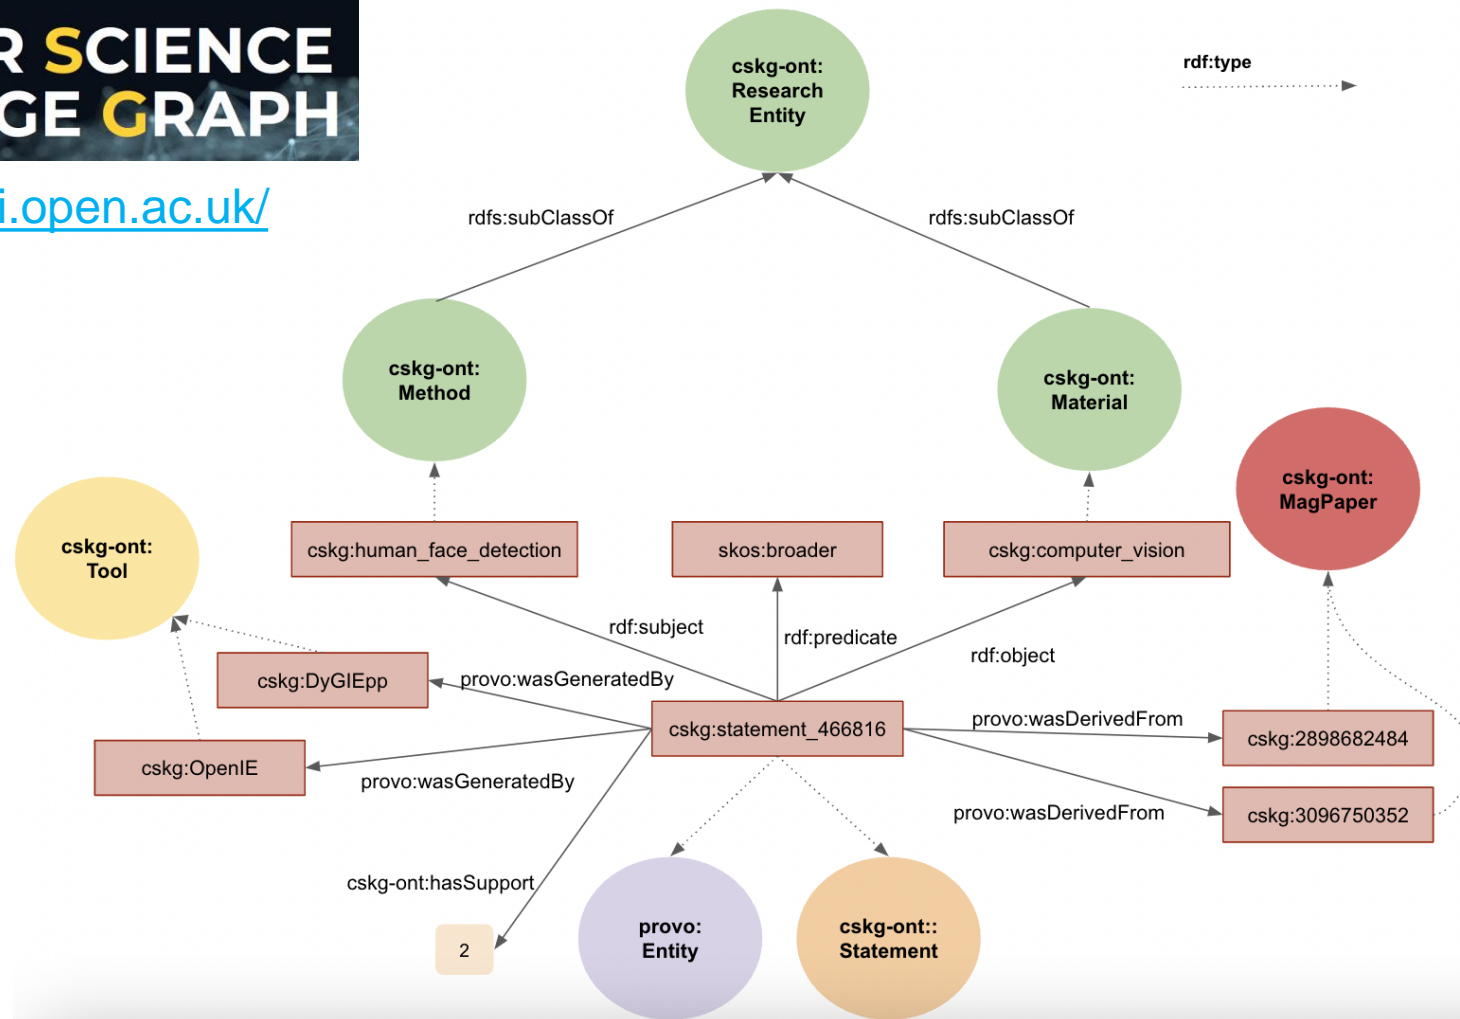 R SCIENCE
GE GRAPH
i.open.ac.uk/
cskg-ont:
Research
Entity
rdf:type
rdfs:subClassOf
rdfs:subClassOf
cskg-ont:
Method
cskg-ont:
Material
cskg-ont:
MagPaper
cskg-ont:
Tool
cskg:human_face_detection
skos:broader
cskg:computer_vision
rdf:subject
rdf:predicate
rdf:object
cskg:DyGIEpp
provo:wasGeneratedBy
cskg:statement_466816
provo:wasDerivedFrom
cskg:2898682484
cskg:OpenIE
provo:wasGeneratedBy
provo:wasDerivedFrom
cskg:3096750352
cskg-ont:hasSupport
2
provo:
Entity
cskg-ont::
Statement